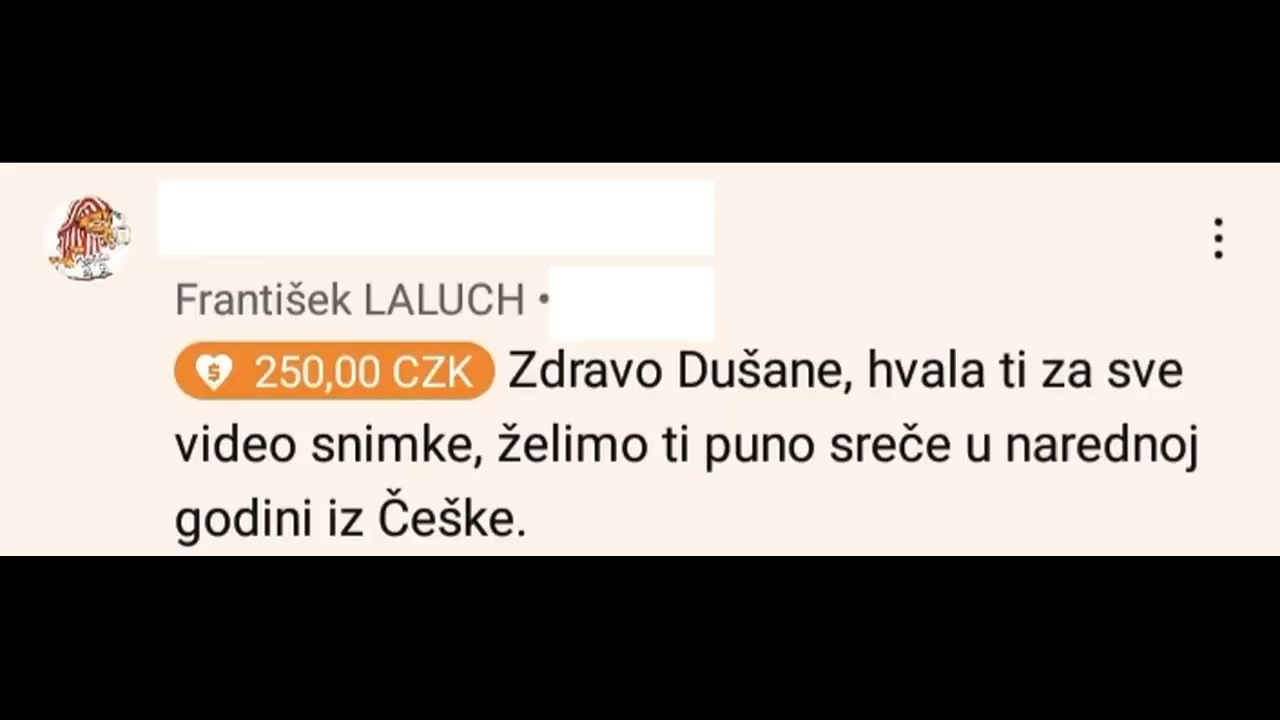 František LALUCH •
250,00 CZK Zdravo Dušane, hvala ti za sve
video snimke, želimo ti puno sreče u narednoj
godini iz Češke.